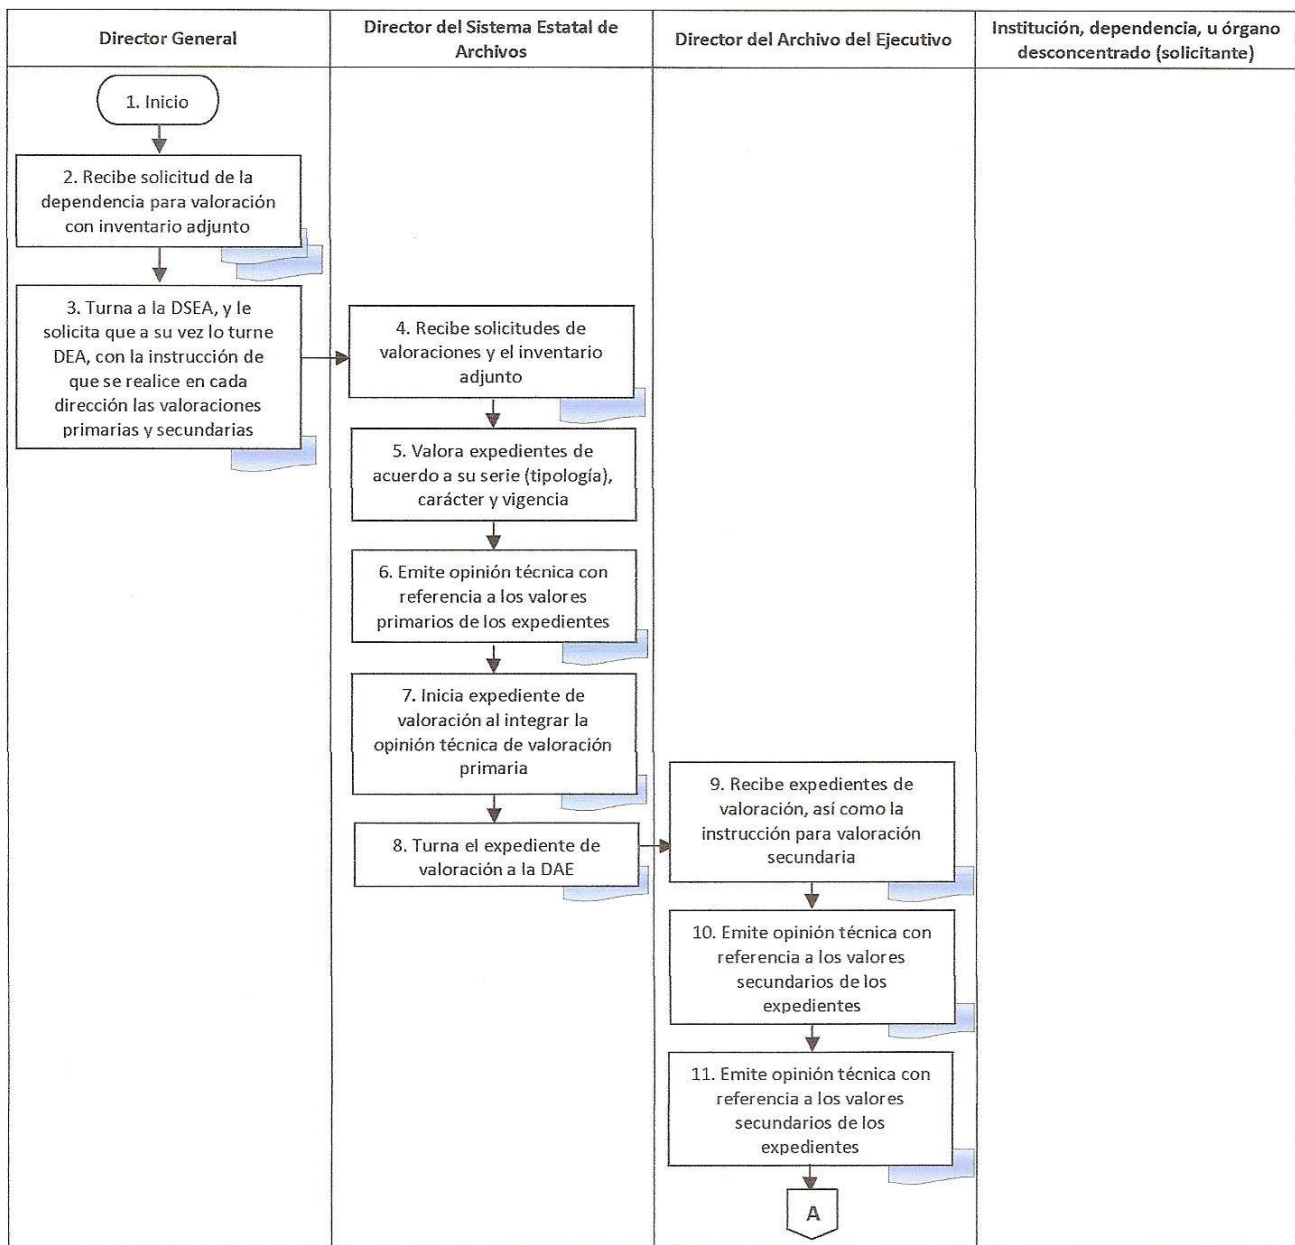 Director General
Director del Sistema Estatal de
Archivos
Director del Archivo del Ejecutivo
Institución, dependencia, u órgano
desconcentrado (solicitante)
1. Inicio
2. Recibe solicitud de la
dependencia para valoración
con inventario adjunto
3. Turna a la DSEA, y le
solicita que a su vez lo turne
DEA, con la instrucción de
que se realice en cada
dirección las valoraciones
primarias y secundarias
4. Recibe solicitudes de
valoraciones y el inventario
adjunto
5. Valora expedientes de
acuerdo a su serie (tipología),
carácter y vigencia
6. Emite opinión técnica con
referencia a los valores
primarios de los expedientes
7. Inicia expediente de
valoración al integrar la
opinión técnica de valoración
primaria
8. Turna el expediente de
valoración a la DAE
9. Recibe expedientes de
valoración, así como la
instrucción para valoración
secundaria
10. Emite opinión técnica con
referencia a los valores
secundarios de los
expedientes
11. Emite opinión técnica con
referencia a los valores
secundarios de los
expedientes
A